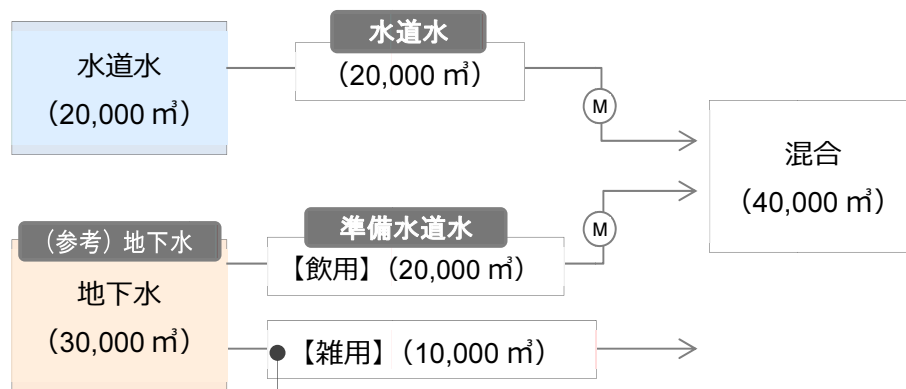 水道水
(20,000 ㎥)
水道水
(20,000 ㎥)
M
混合
(40,000 ㎥)
(参考) 地下水
地下水
(30,000 ㎥)
準備水道水
【飲用】(20,000 ㎥)
M
【雑用】(10,000 ㎥)